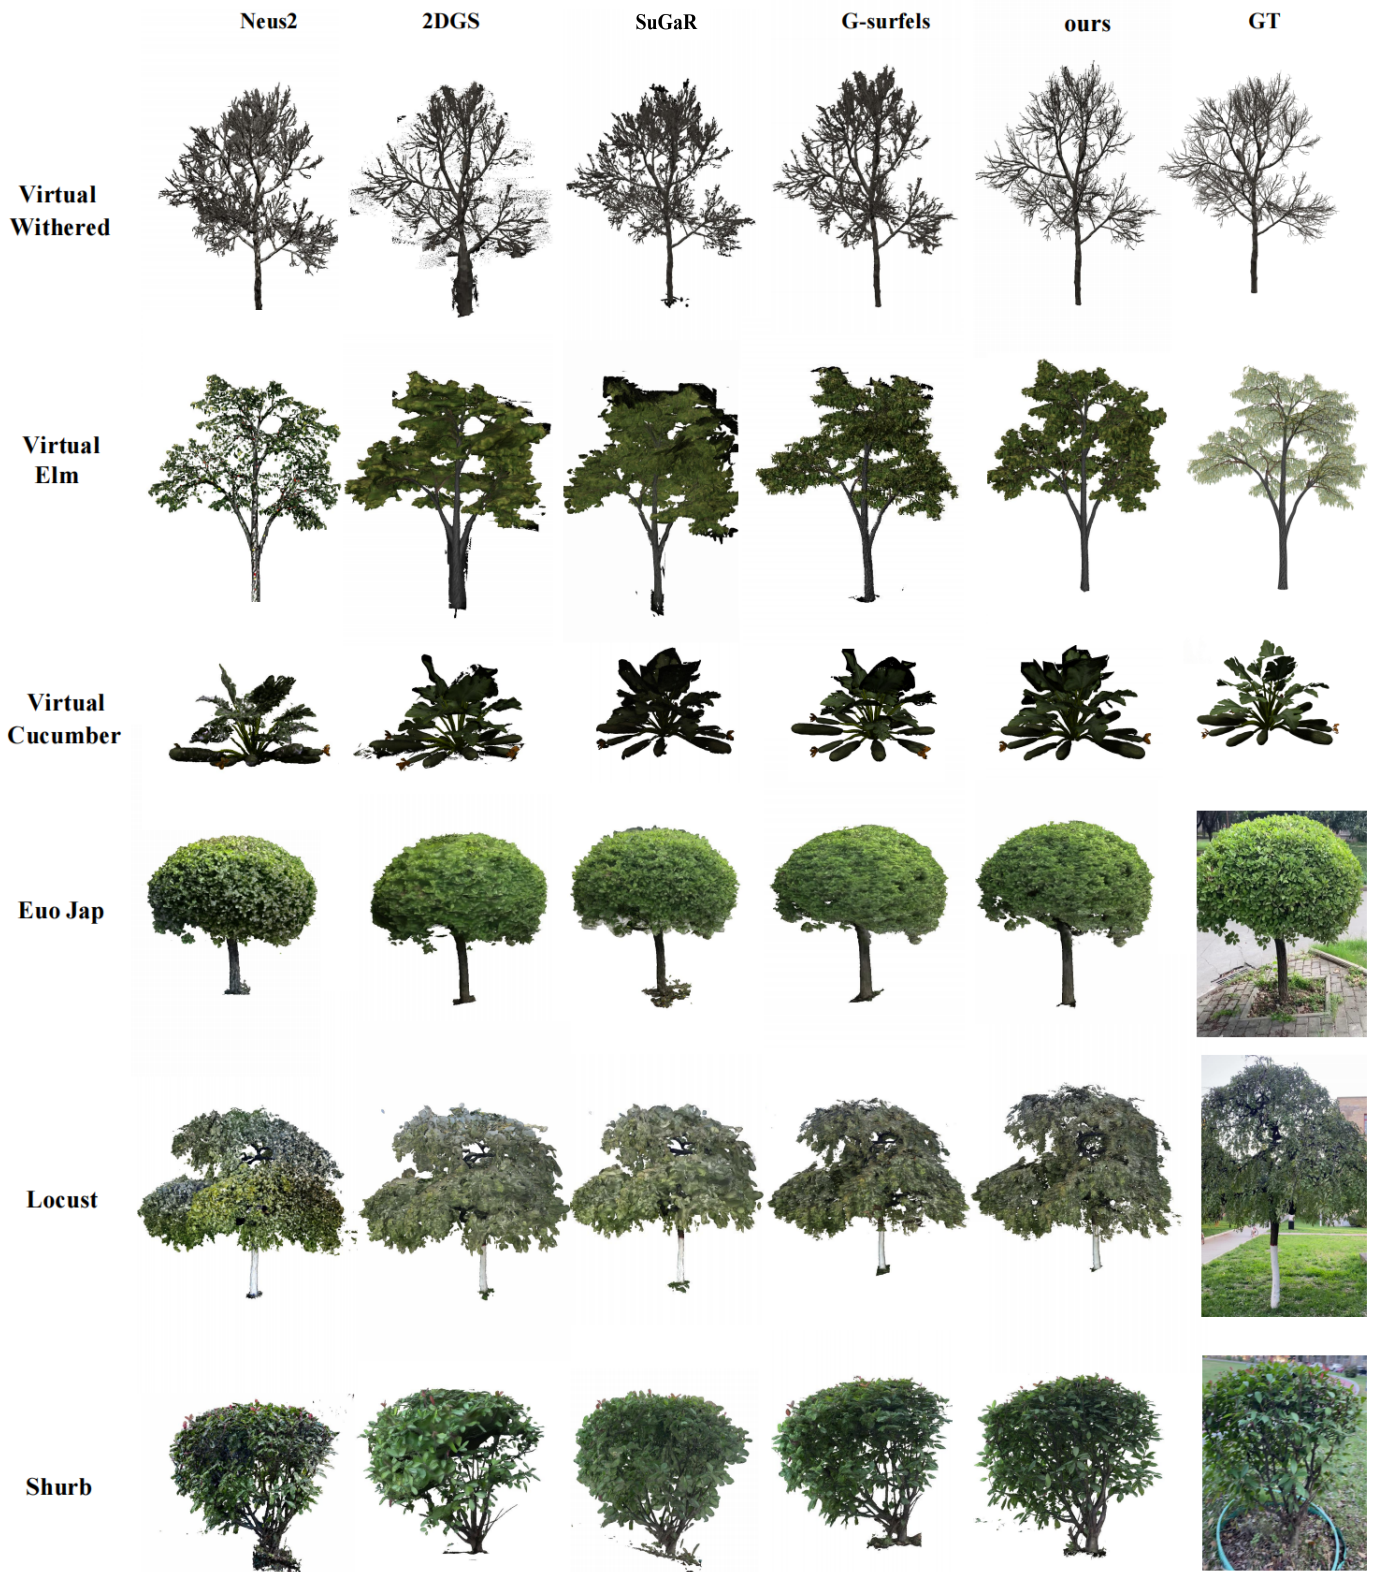 Neus2 2DGS SuGaR G-surfels ours GT
Virtual
Withered
Virtual
Elm
Virtual
Cucumber
Euo Jap
Locust
Shurb